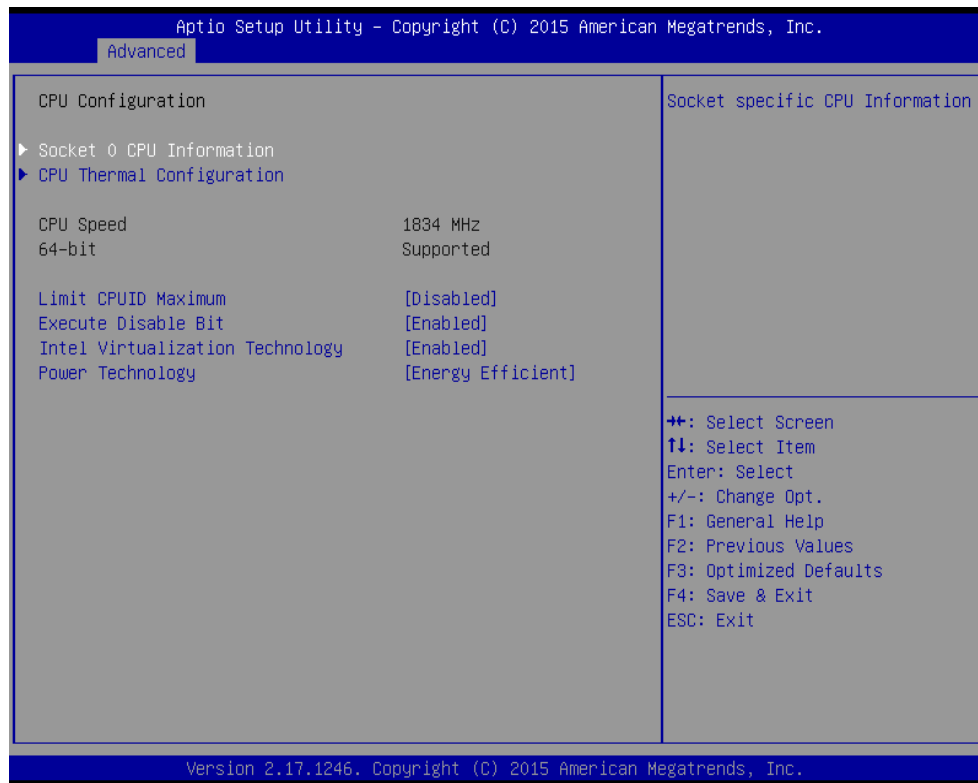 Aptio Setup Utility – Copyright (C) 2015 American Megatrends, Inc.
Advanced
CPU Configuration
Socket 0 CPU Information
CPU Thermal Configuration
CPU Speed 1834 MHz
64-bit Supported
Limit CPUID Maximum [Disabled]
Execute Disable Bit [Enabled]
Intel Virtualization Technology [Enabled]
Power Technology [Energy Efficient]
Socket specific CPU Information
→←: Select Screen
↑↓: Select Item
Enter: Select
+/-: Change Opt.
F1: General Help
F2: Previous Values
F3: Optimized Defaults
F4: Save & Exit
ESC: Exit
Version 2.17.1246. Copyright (C) 2015 American Megatrends, Inc.